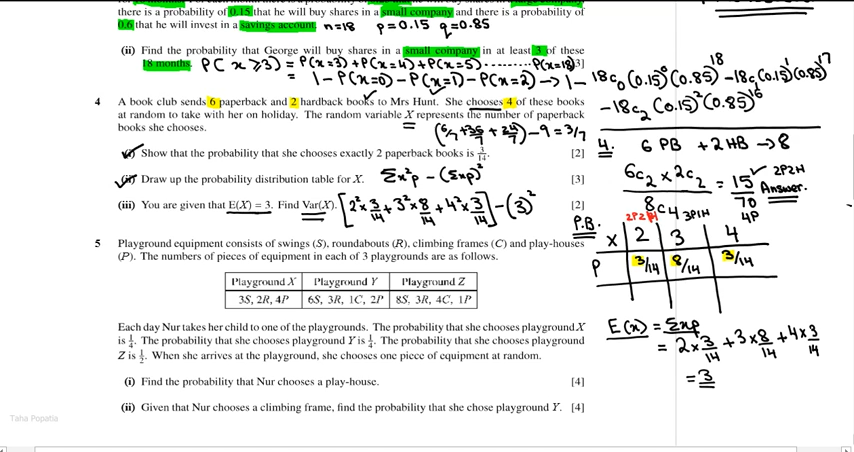 there is a probability of 0.15 that he will buy shares in a small company and there is a probability of
0.6 that he will invest in a savings account. n=18 p=0.15 q=0.85
(ii) Find the probability that George will buy shares in a small company in at least 3 of these
18 months. P(x≥3) = P(x=3)+P(x=4)+P(x=5)........P(x=18) [3]
= 1-P(x=0)-P(x=1)-P(x=2) → 1- 18C₀(0.15)⁰(0.85)¹⁸-18C₁(0.15)¹(0.85)¹⁷
-18C₂(0.15)²(0.85)¹⁶
4 A book club sends 6 paperback and 2 hardback books to Mrs Hunt. She chooses 4 of these books
at random to take with her on holiday. The random variable X represents the number of paperback
books she chooses.
4. 6 PB + 2 HB → 8
(i) Show that the probability that she chooses exactly 2 paperback books is 3/14. [2]
6C₂ × 2C₂ / 8C₄ = 15/70 2P2H
Answer.
(ii) Draw up the probability distribution table for X. Σx²p-(Σxp)² [3]
(iii) You are given that E(X) = 3. Find Var(X). [2²×3/14+3²×8/14+4²×3/14]-(3)² [2]
P.B. 2P2H 3P1H 4P
X 2 3 4
P 3/14 8/14 3/14
5 Playground equipment consists of swings (S), roundabouts (R), climbing frames (C) and play-houses
(P). The numbers of pieces of equipment in each of 3 playgrounds are as follows.
Playground X Playground Y Playground Z
3S, 2R, 4P 6S, 3R, 1C, 2P 8S, 3R, 4C, 1P
E(x) = Σxp
= 2×3/14+3×8/14+4×3/14
= 3
Each day Nur takes her child to one of the playgrounds. The probability that she chooses playground X
is 1/4. The probability that she chooses playground Y is 1/4. The probability that she chooses playground
Z is 1/2. When she arrives at the playground, she chooses one piece of equipment at random.
(i) Find the probability that Nur chooses a play-house. [4]
(ii) Given that Nur chooses a climbing frame, find the probability that she chose playground Y. [4]
Taha Popatia